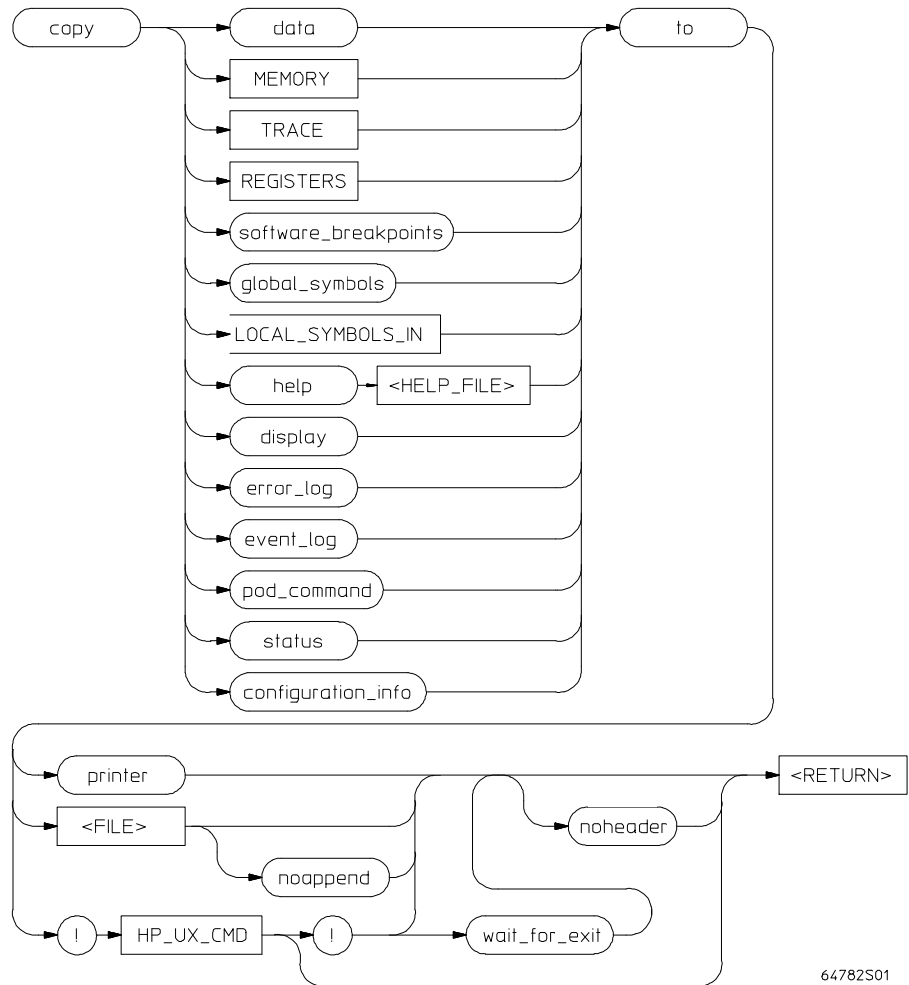 copy data to
MEMORY
TRACE
REGISTERS
software_breakpoints
global_symbols
LOCAL_SYMBOLS_IN
help <HELP_FILE>
display
error_log
event_log
pod_command
status
configuration_info
printer <RETURN>
<FILE> noheader
noappend
! HP_UX_CMD ! wait_for_exit
64782S01